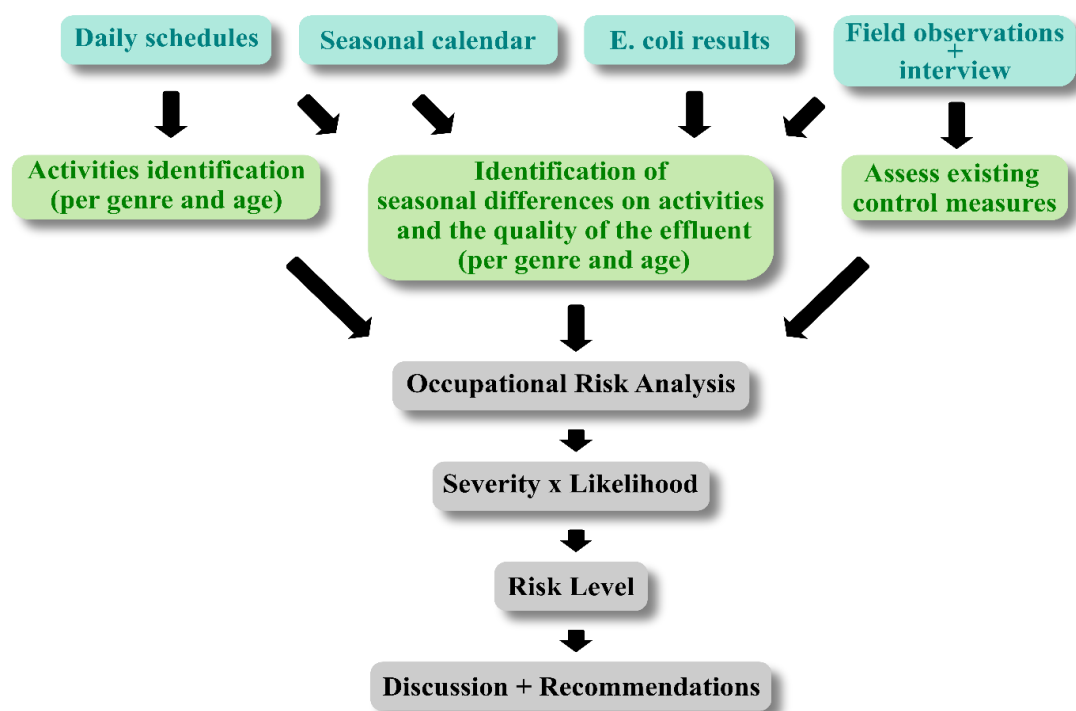 Daily schedules
Seasonal calendar
E. coli results
Field observations
+
interview
Activities identification
(per genre and age)
Identification of
seasonal differences on activities
and the quality of the effluent
(per genre and age)
Assess existing
control measures
Occupational Risk Analysis
Severity x Likelihood
Risk Level
Discussion + Recommendations